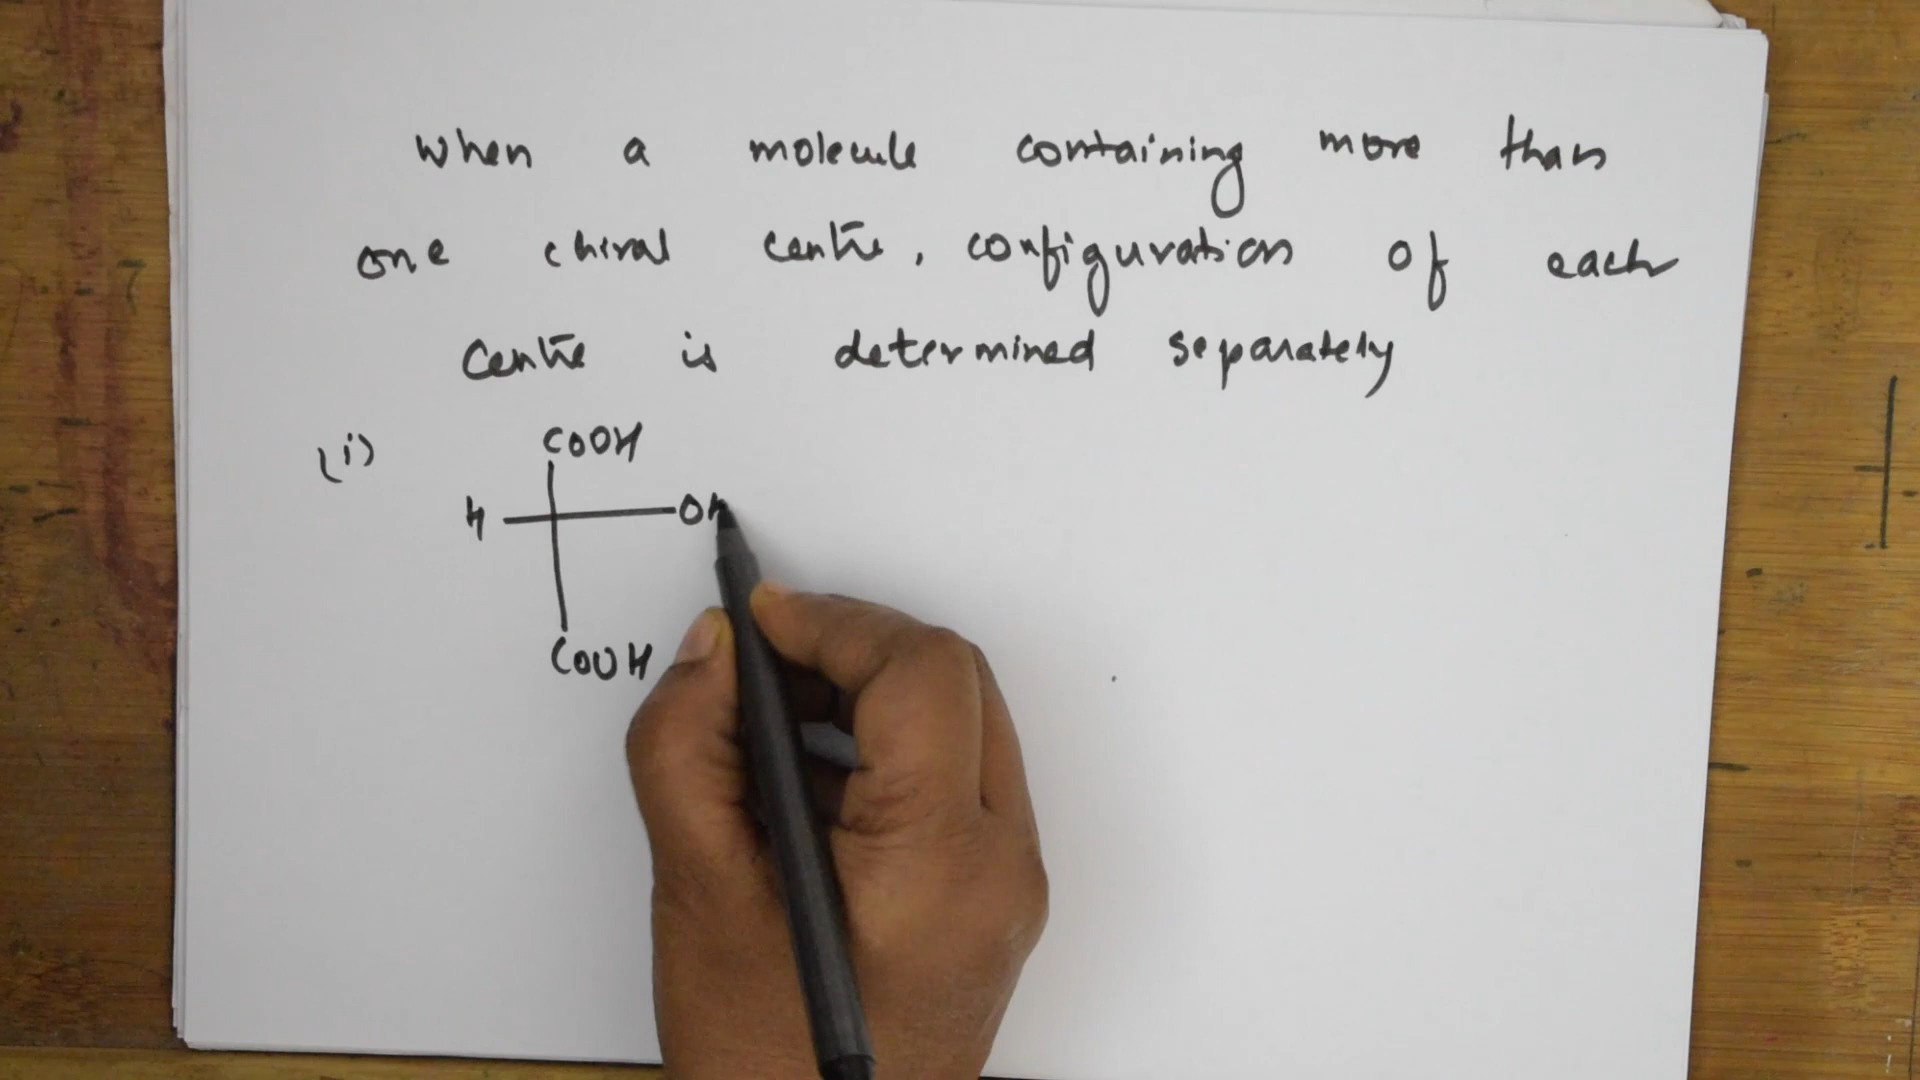 when a molecule containing more than
one chiral centre, configuration of each
centre is determined separately
(i) COOH
H OH
COOH